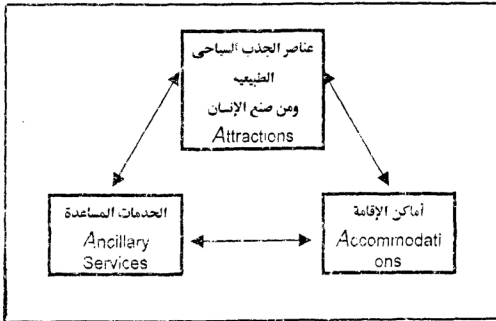 عناصر الجذب السياحى
الطبيعيه
ومن صنع الإنسان
Attractions
أماكن الإقامة
Accommodati
ons
الخدمات المساعدة
Ancillary
Services